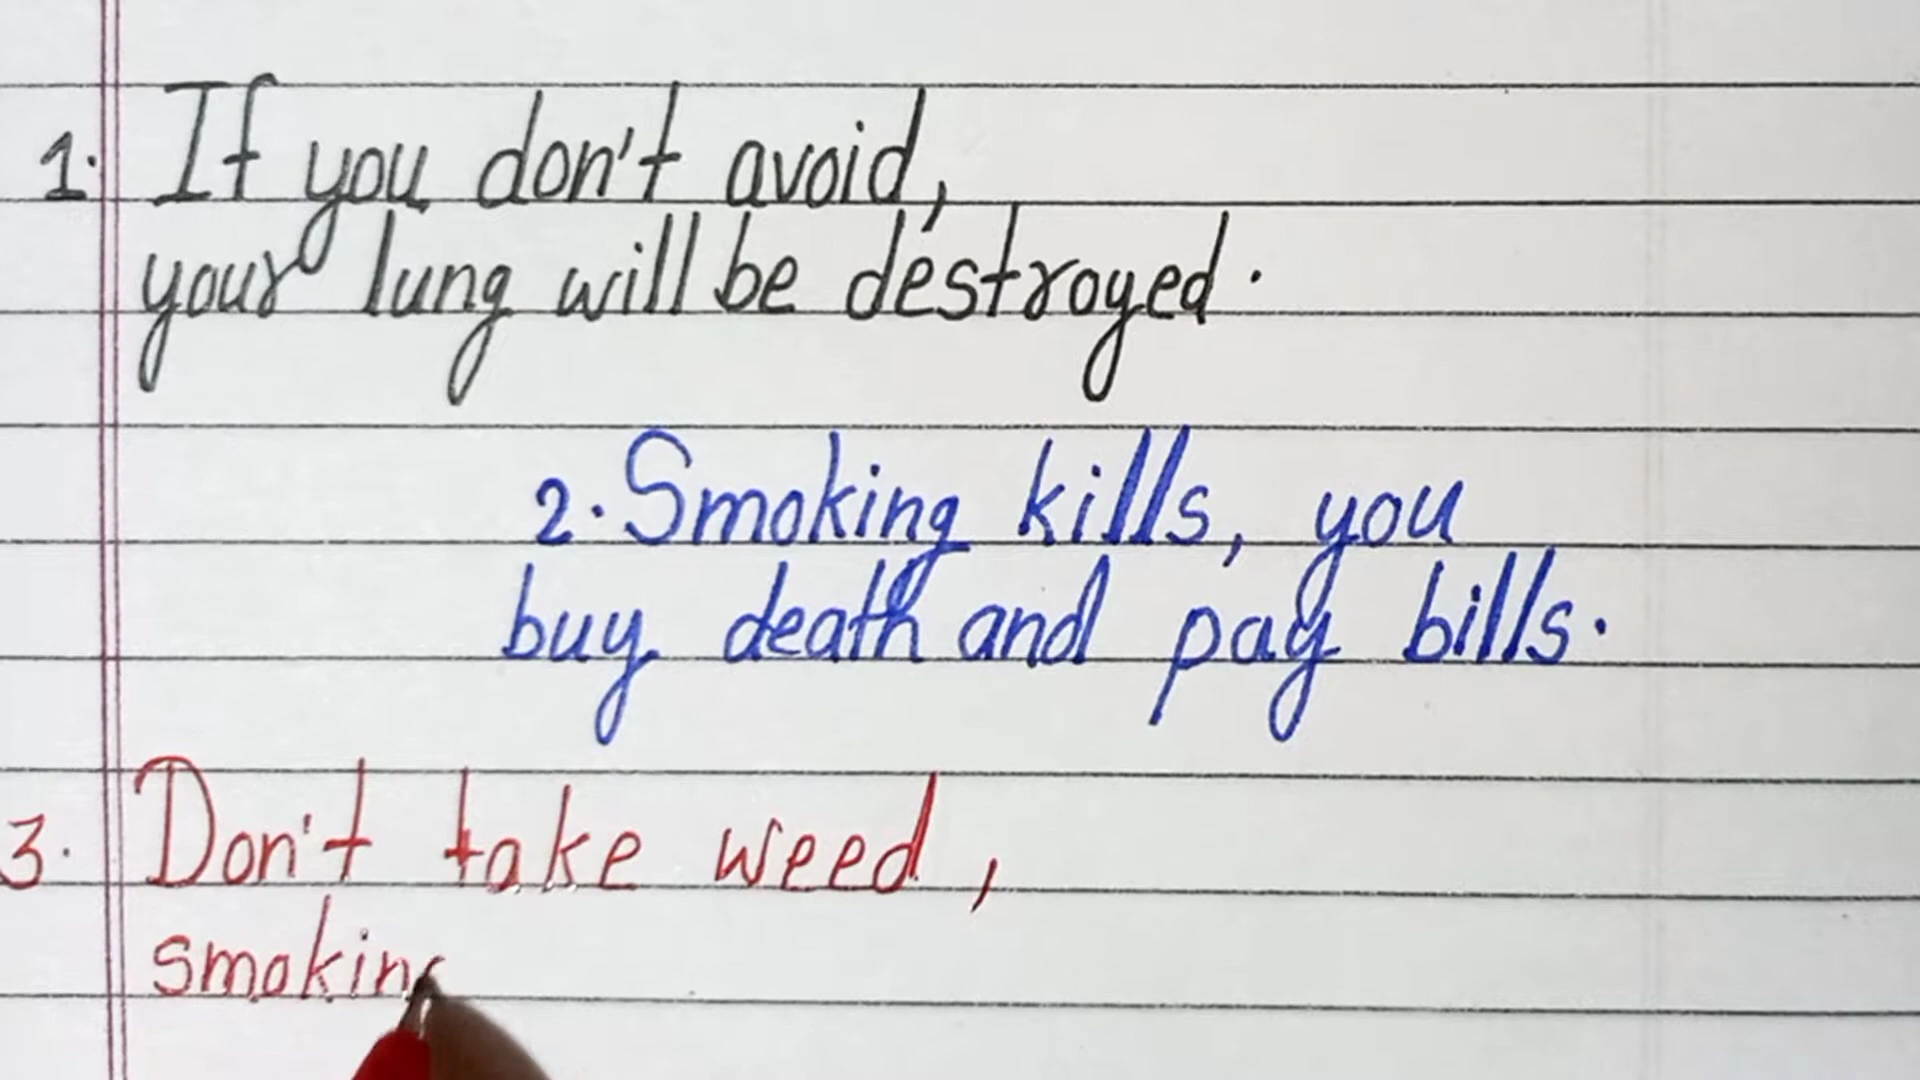 1. If you don't avoid,
your lung will be destroyed.
2. Smoking kills, you
buy death and pay bills.
3. Don't take weed,
smoking